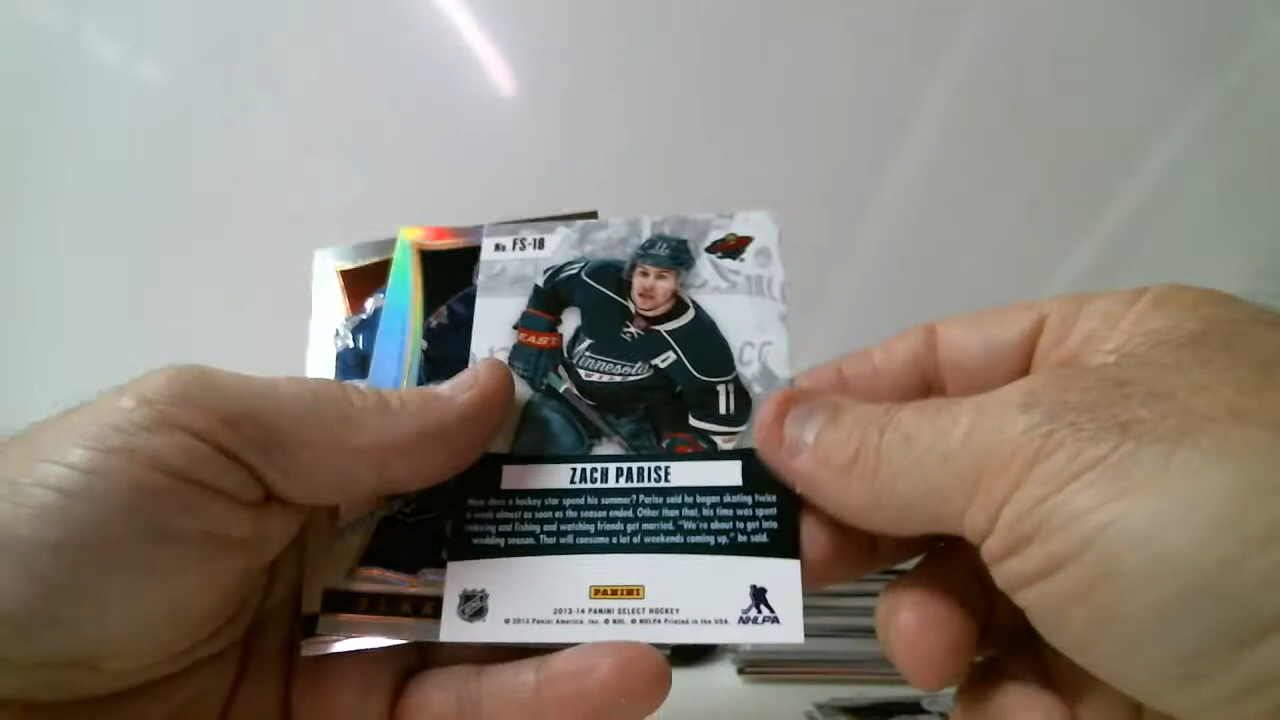 No. FS-18
EAST
Minnesota
WILD
11
ZACH PARISE
How does a hockey star spend his summer? Parise said he began skating twice
a week almost as soon as the season ended. Other than that, his time was spent
relaxing and fishing and watching friends get married. "We're about to get into
wedding season. That will consume a lot of weekends coming up," he said.
PANINI
2013-14 PANINI SELECT HOCKEY
© 2013 Panini America, Inc. © NHL. © NHLPA Printed in the USA.
NHLPA